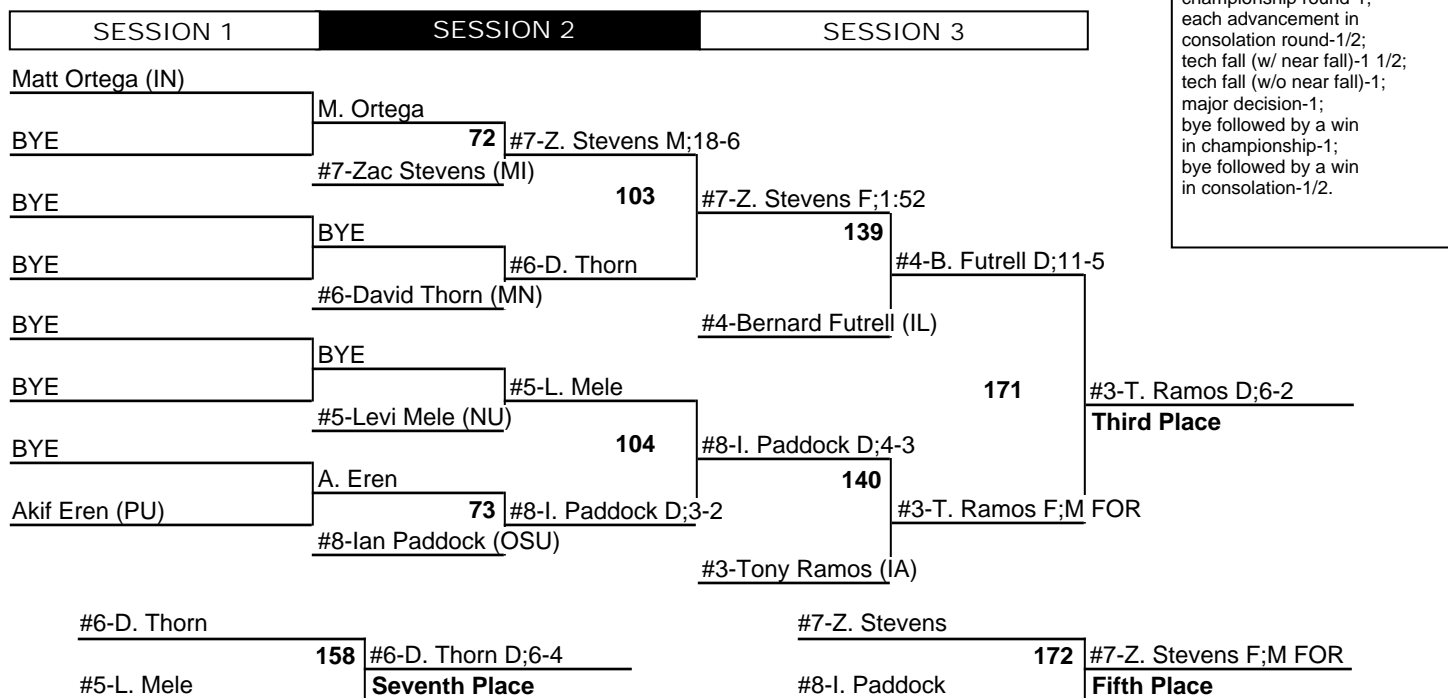 championship round-1;
each advancement in
consolation round-1/2;
tech fall (w/ near fall)-1 1/2;
tech fall (w/o near fall)-1;
major decision-1;
bye followed by a win
in championship-1;
bye followed by a win
in consolation-1/2.
SESSION 1 SESSION 2 SESSION 3
Matt Ortega (IN)
M. Ortega
BYE 72 #7-Z. Stevens M;18-6
#7-Zac Stevens (MI)
BYE 103 #7-Z. Stevens F;1:52
BYE 139
BYE #6-D. Thorn #4-B. Futrell D;11-5
#6-David Thorn (MN)
BYE #4-Bernard Futrell (IL)
BYE
BYE #5-L. Mele 171 #3-T. Ramos D;6-2
#5-Levi Mele (NU) Third Place
BYE 104 #8-I. Paddock D;4-3
A. Eren 140
Akif Eren (PU) 73 #8-I. Paddock D;3-2 #3-T. Ramos F;M FOR
#8-Ian Paddock (OSU)
#3-Tony Ramos (IA)
#6-D. Thorn #7-Z. Stevens
158 #6-D. Thorn D;6-4 172 #7-Z. Stevens F;M FOR
#5-L. Mele Seventh Place #8-I. Paddock Fifth Place